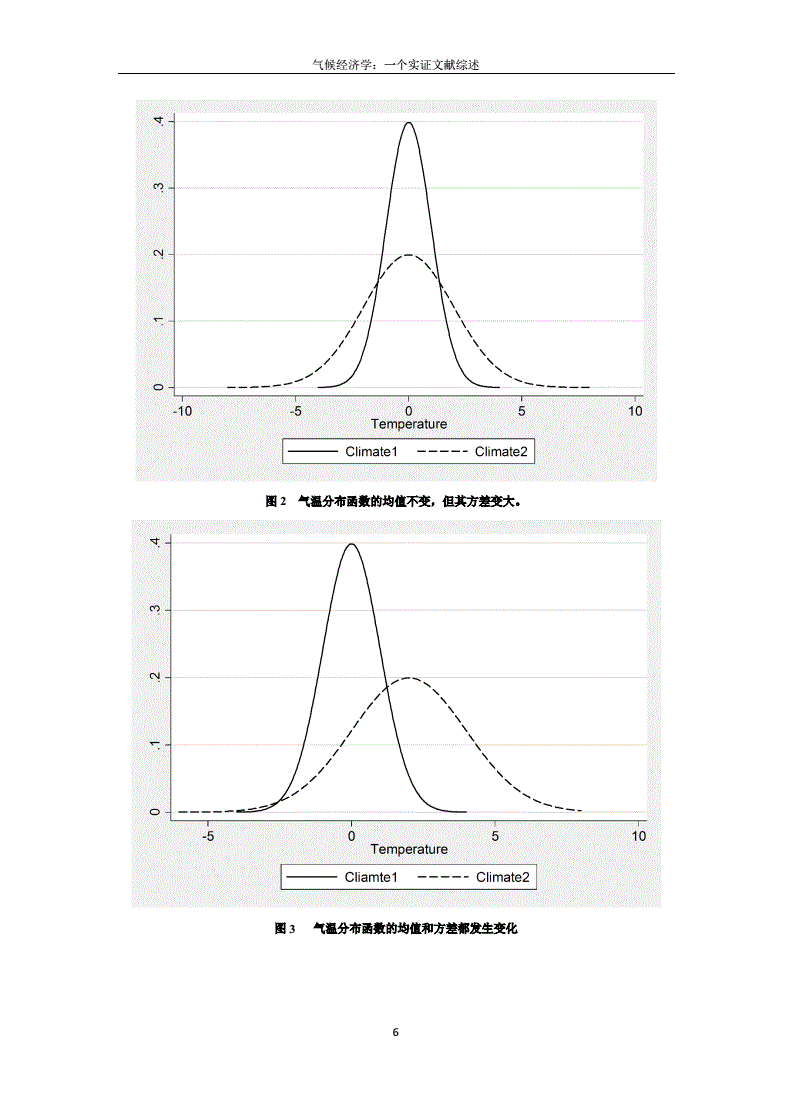 气候经济学：一个实证文献综述
.4
.3
.2
.1
0
-10 -5 0 5 10
Temperature
Climate1 Climate2
图 2 气温分布函数的均值不变，但其方差变大。
.4
.3
.2
.1
0
-5 0 5 10
Temperature
Cliamte1 Climate2
图 3 气温分布函数的均值和方差都发生变化
6